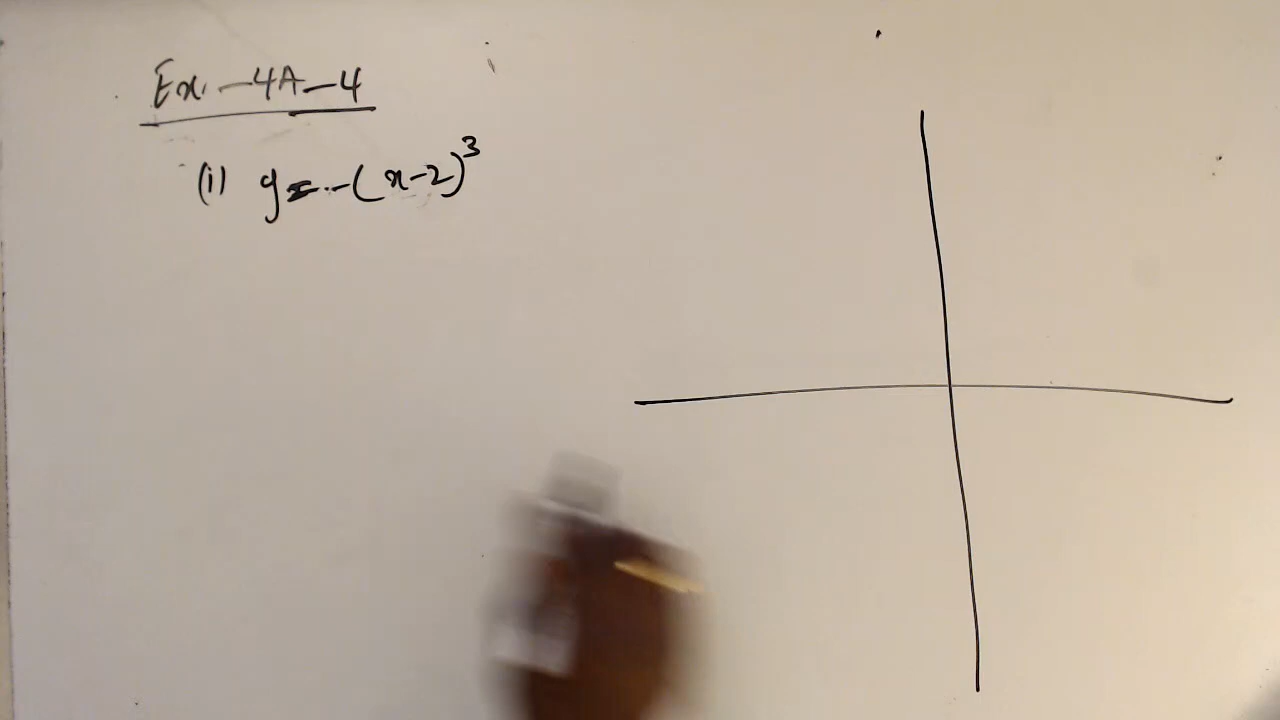 Ex. - 4A - 4
(i) y = -(x-2)³